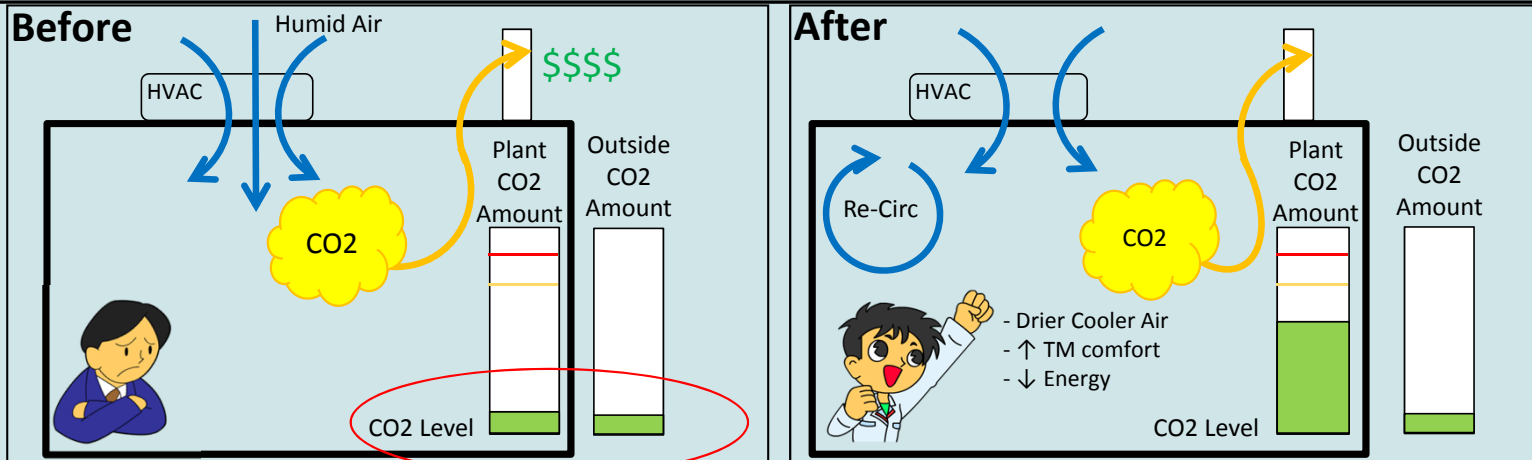 Before
Humid Air
HVAC
$$$$
Plant
CO2
Amount
Outside
CO2
Amount
CO2
CO2 Level
After
HVAC
Re-Circ
CO2
Plant
CO2
Amount
Outside
CO2
Amount
- Drier Cooler Air
- ↑ TM comfort
- ↓ Energy
CO2 Level